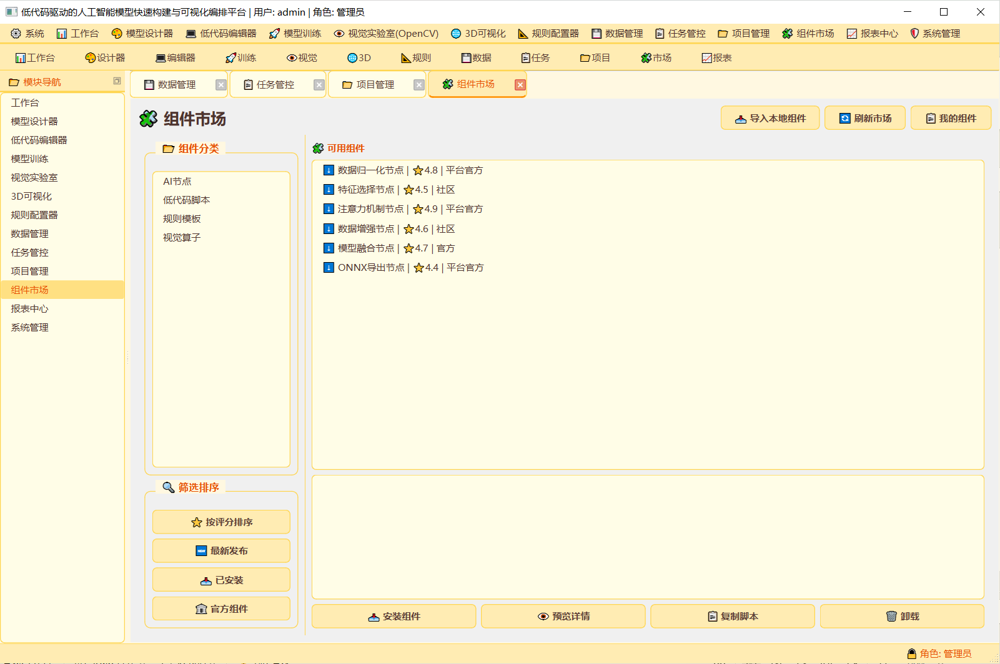 低代码驱动的人工智能模型快速构建与可视化编排平台 | 用户: admin | 角色: 管理员
系统 工作台 模型设计器 低代码编辑器 模型训练 视觉实验室(OpenCV) 3D可视化 规则配置器 数据管理 任务管控 项目管理 组件市场 报表中心 系统管理
工作台 设计器 编辑器 训练 视觉 3D 规则 数据 任务 项目 市场 报表
模块导航
数据管理 任务管控 项目管理 组件市场
工作台
模型设计器
低代码编辑器
模型训练
视觉实验室
3D可视化
规则配置器
数据管理
任务管控
项目管理
组件市场
报表中心
系统管理
组件市场
导入本地组件 刷新市场 我的组件
组件分类
AI节点
低代码脚本
规则模板
视觉算子
筛选排序
按评分排序
NEW 最新发布
已安装
官方组件
可用组件
数据归一化节点 | ⭐4.8 | 平台官方
特征选择节点 | ⭐4.5 | 社区
注意力机制节点 | ⭐4.9 | 平台官方
数据增强节点 | ⭐4.6 | 社区
模型融合节点 | ⭐4.7 | 官方
ONNX导出节点 | ⭐4.4 | 平台官方
安装组件 预览详情 复制脚本 卸载
角色: 管理员